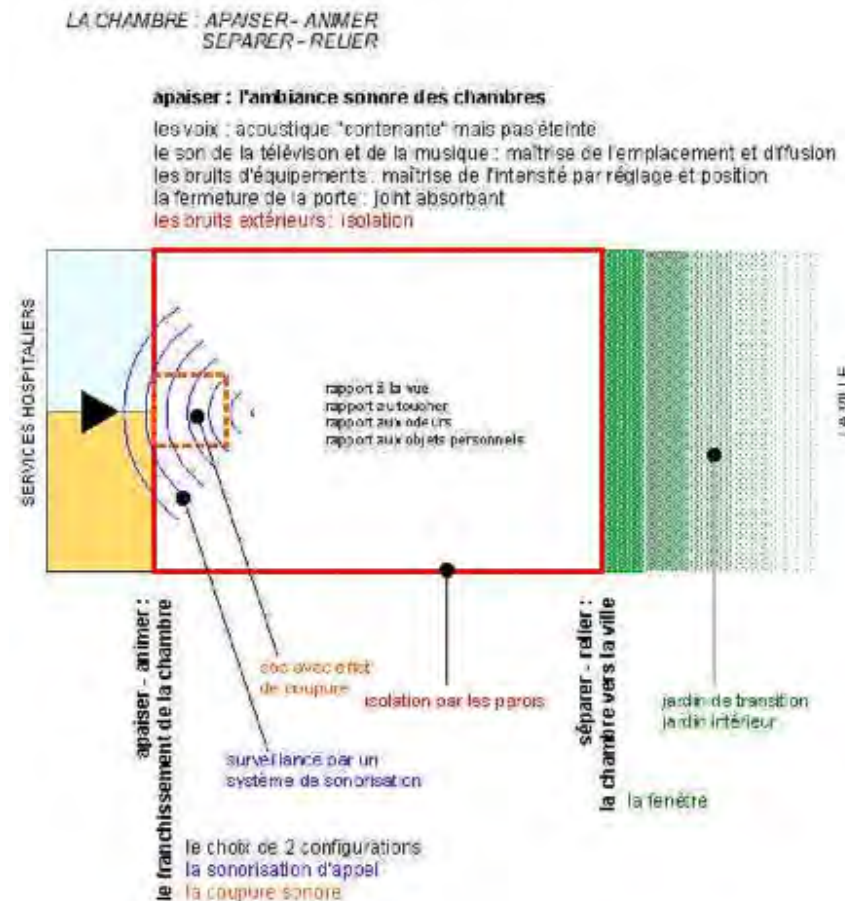 LA CHAMBRE : APAISER - ANIMER
SEPARER - RELIER
apaiser : l'ambiance sonore des chambres
les voix : acoustique "contenante" mais pas éteinte
le son de la télévison et de la musique : maîtrise de l'emplacement et diffusion
les bruits d'équipements : maîtrise de l'intensité par réglage et position
la fermeture de la porte : joint absorbant
les bruits extérieurs : isolation
SERVICES HOSPITALIERS
rapport à la vue
rapport au toucher
rapport aux odeurs
rapport aux objets personnels
LA VILLE
apaiser - animer :
le franchissement de la chambre
sas avec effet
de coupure
isolation par les parois
surveillance par un
système de sonorisation
séparer - relier :
la chambre vers la ville
jardin de transition
jardin intérieur
la fenêtre
le choix de 2 configurations
la sonorisation d'appel
la coupure sonore